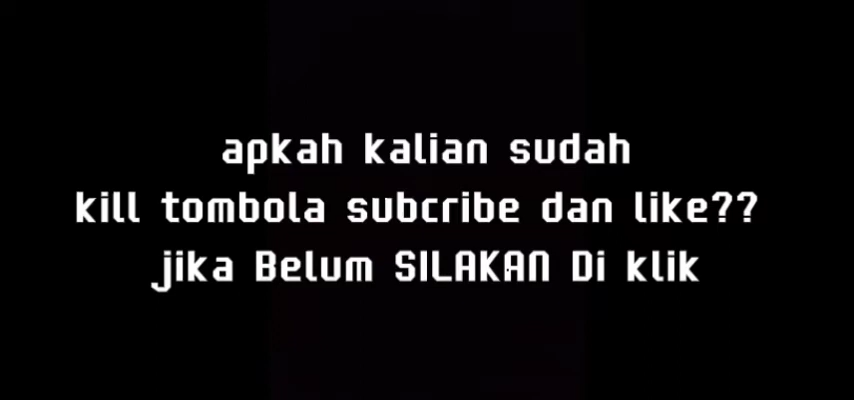 apkah kalian sudah
kill tombola subcribe dan like??
jika Belum SILAKAN Di klik